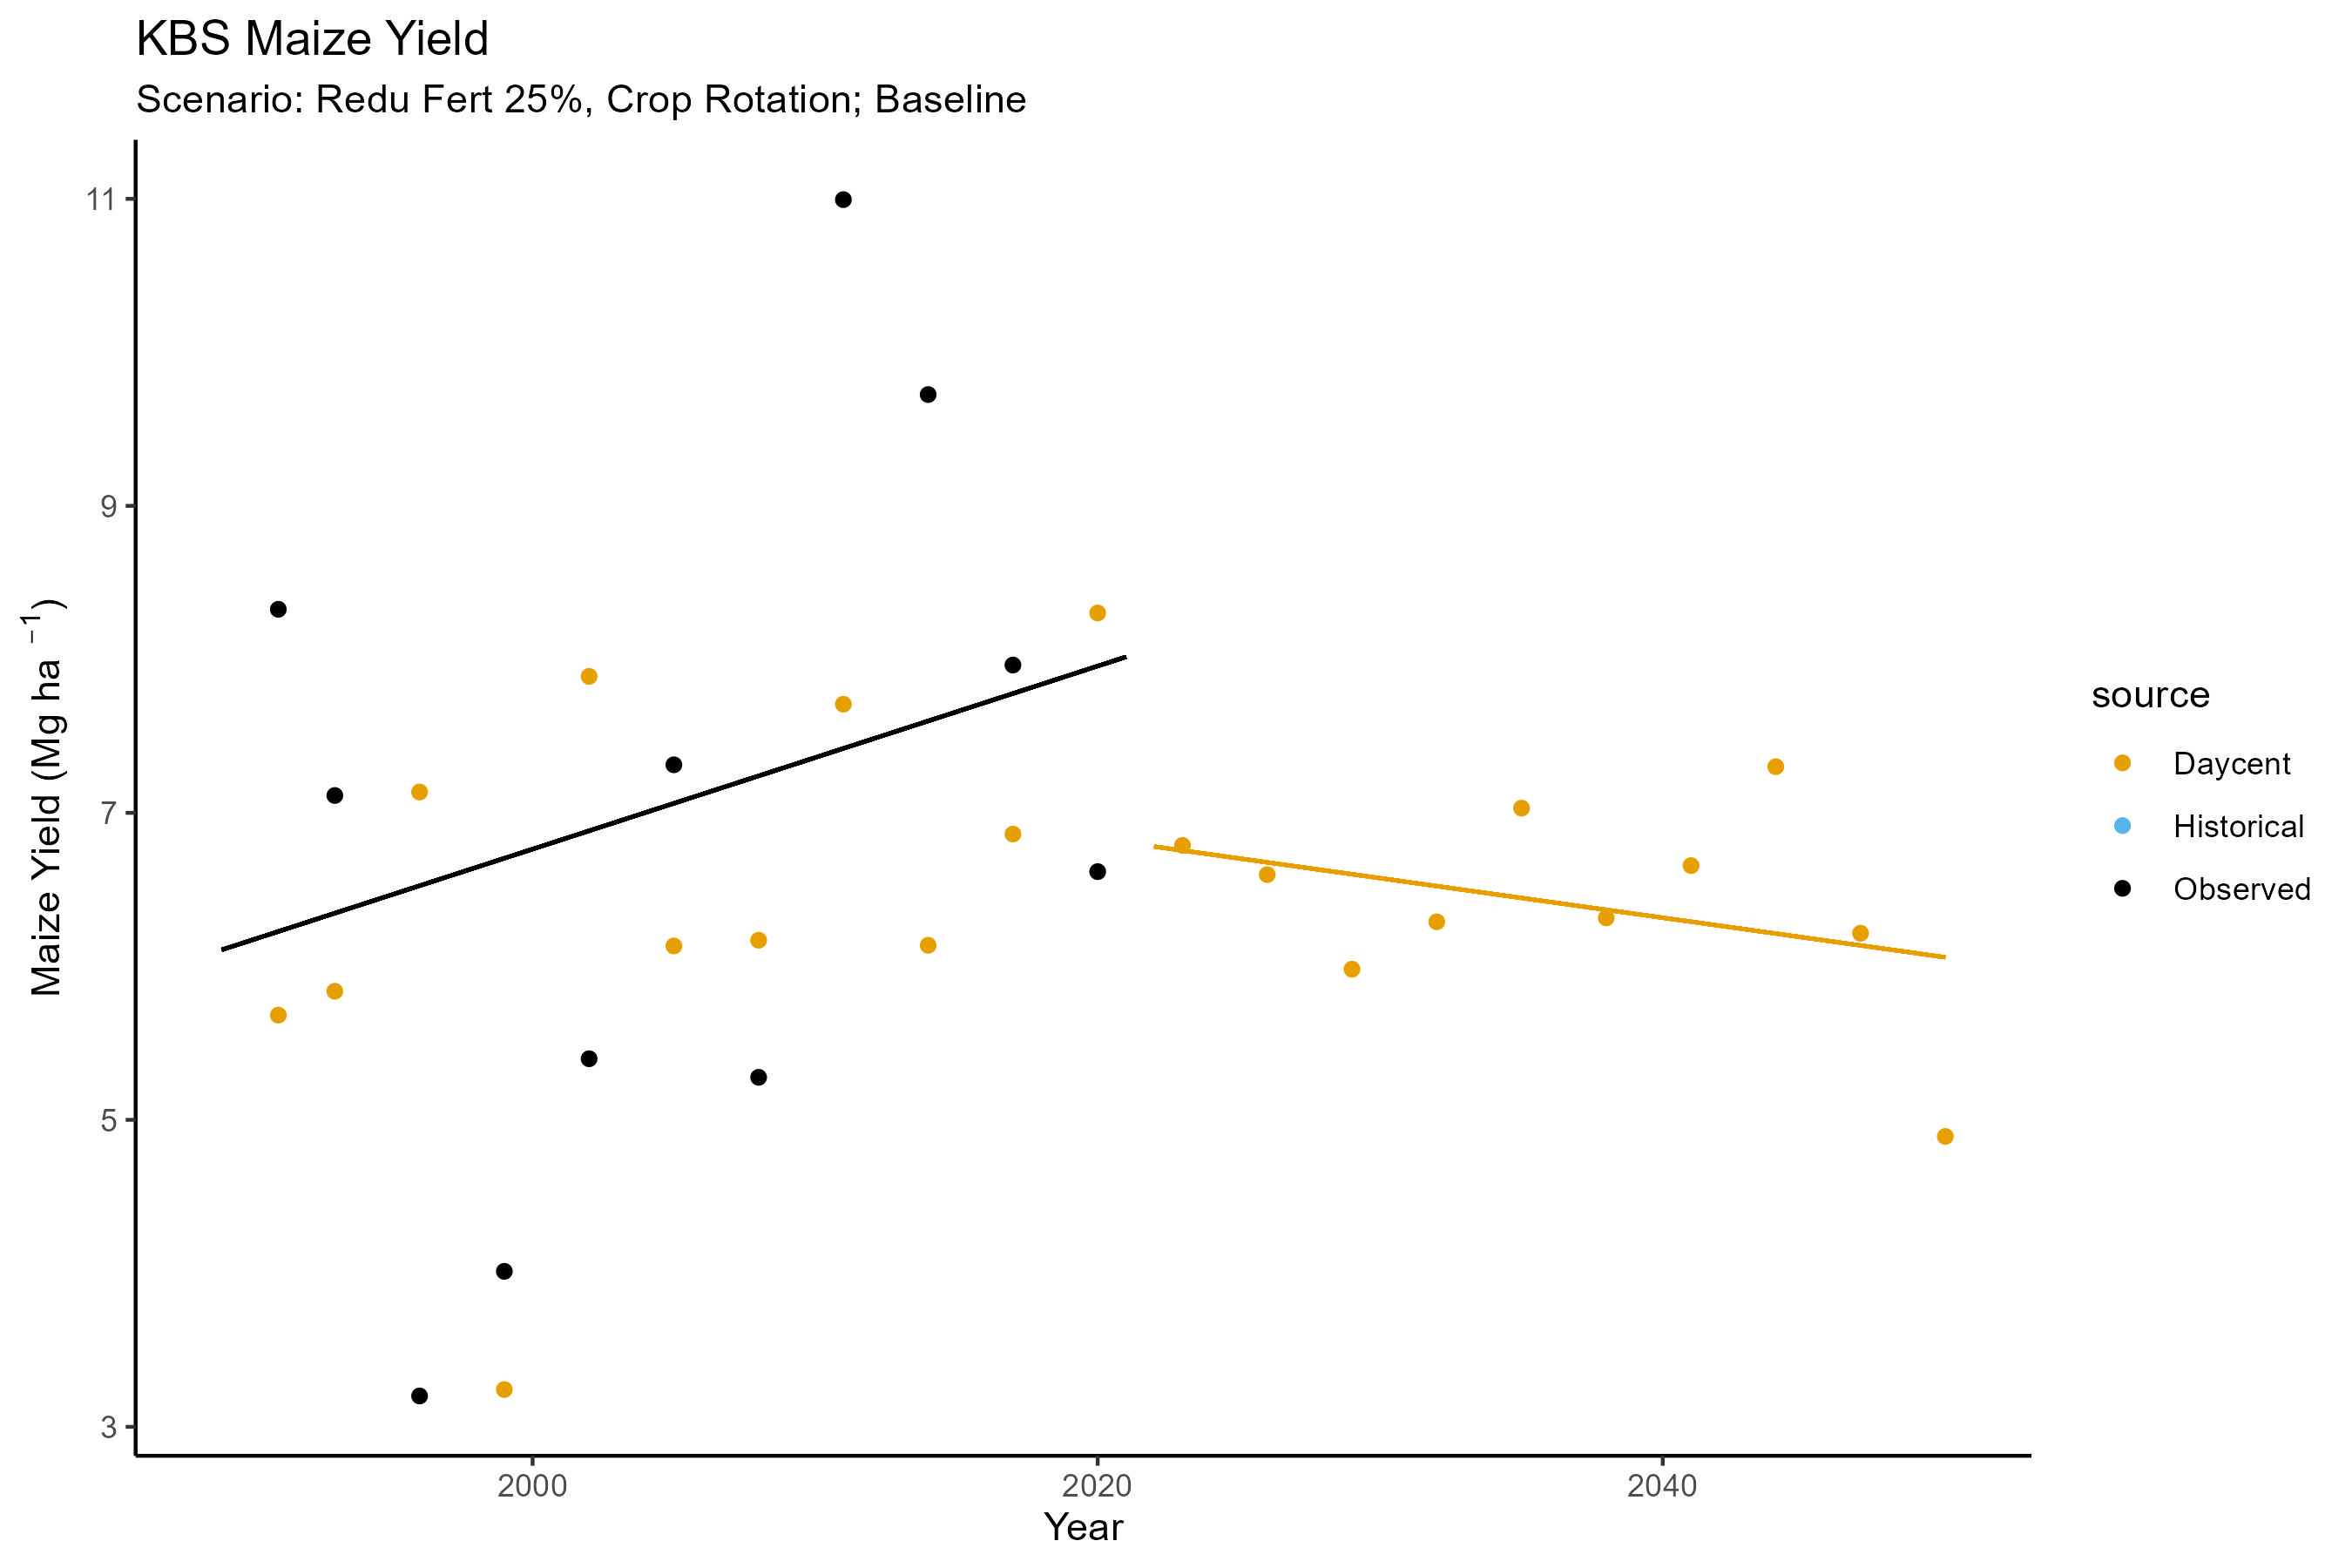 KBS Maize Yield
Scenario: Redu Fert 25%, Crop Rotation; Baseline
Maize Yield (Mg ha ⁻¹)
11
9
7
5
3
2000
2020
2040
Year
source
Daycent
Historical
Observed